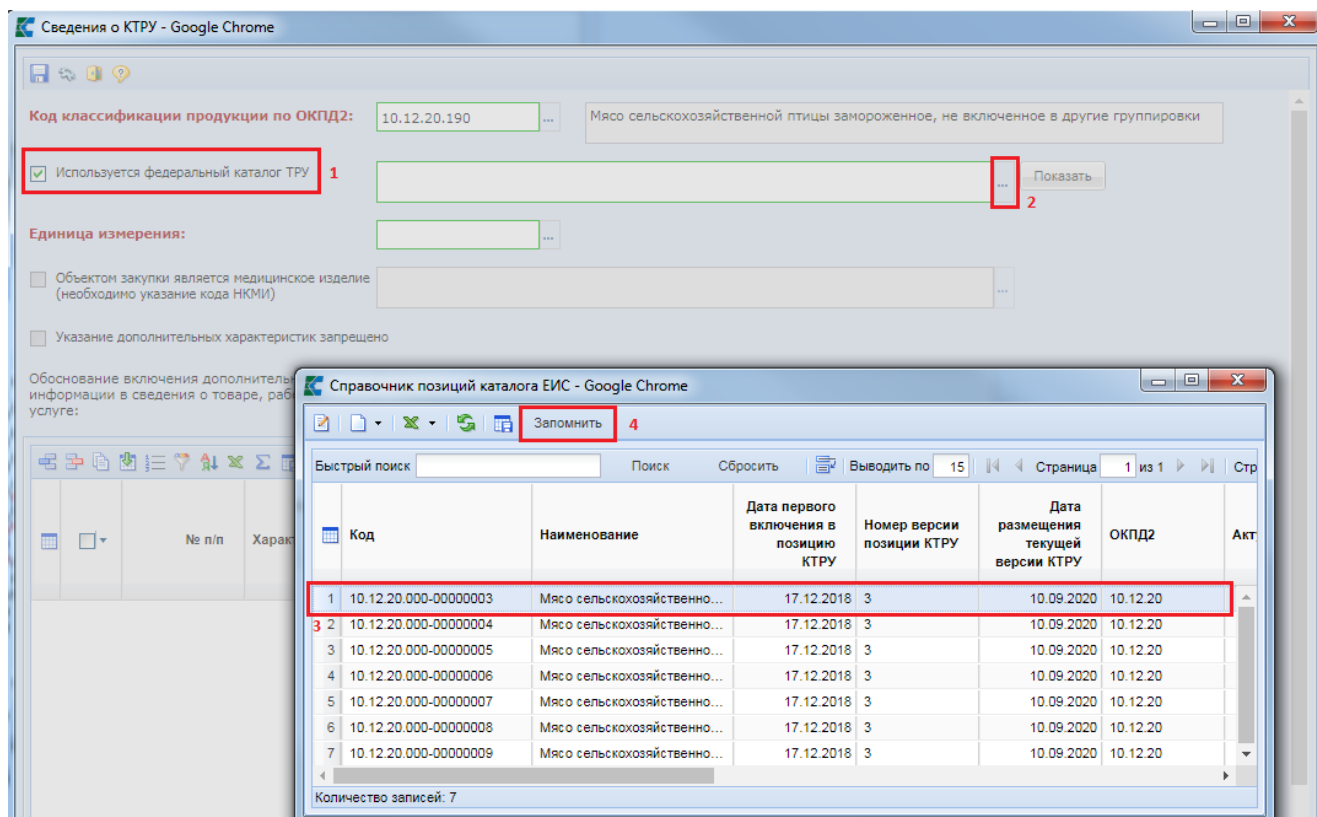 Сведения о КТРУ - Google Chrome
Код классификации продукции по ОКПД2: 10.12.20.190 ... Мясо сельскохозяйственной птицы замороженное, не включенное в другие группировки
Используется федеральный каталог ТРУ 1 ... Показать
2
Единица измерения: ...
Объектом закупки является медицинское изделие
(необходимо указание кода НКМИ) ...
Указание дополнительных характеристик запрещено
Обоснование включения дополнитель
информации в сведения о товаре, раб
услуге:
№ п/п Характ
Справочник позиций каталога ЕИС - Google Chrome
Запомнить 4
Быстрый поиск Поиск Сбросить Выводить по 15 Страница 1 из 1 Стр
Код Наименование Дата первого включения в позицию КТРУ Номер версии позиции КТРУ Дата размещения текущей версии КТРУ ОКПД2 Акт
1 10.12.20.000-00000003 Мясо сельскохозяйственно... 17.12.2018 3 10.09.2020 10.12.20
3 2 10.12.20.000-00000004 Мясо сельскохозяйственно... 17.12.2018 3 10.09.2020 10.12.20
3 10.12.20.000-00000005 Мясо сельскохозяйственно... 17.12.2018 3 10.09.2020 10.12.20
4 10.12.20.000-00000006 Мясо сельскохозяйственно... 17.12.2018 3 10.09.2020 10.12.20
5 10.12.20.000-00000007 Мясо сельскохозяйственно... 17.12.2018 3 10.09.2020 10.12.20
6 10.12.20.000-00000008 Мясо сельскохозяйственно... 17.12.2018 3 10.09.2020 10.12.20
7 10.12.20.000-00000009 Мясо сельскохозяйственно... 17.12.2018 3 10.09.2020 10.12.20
Количество записей: 7